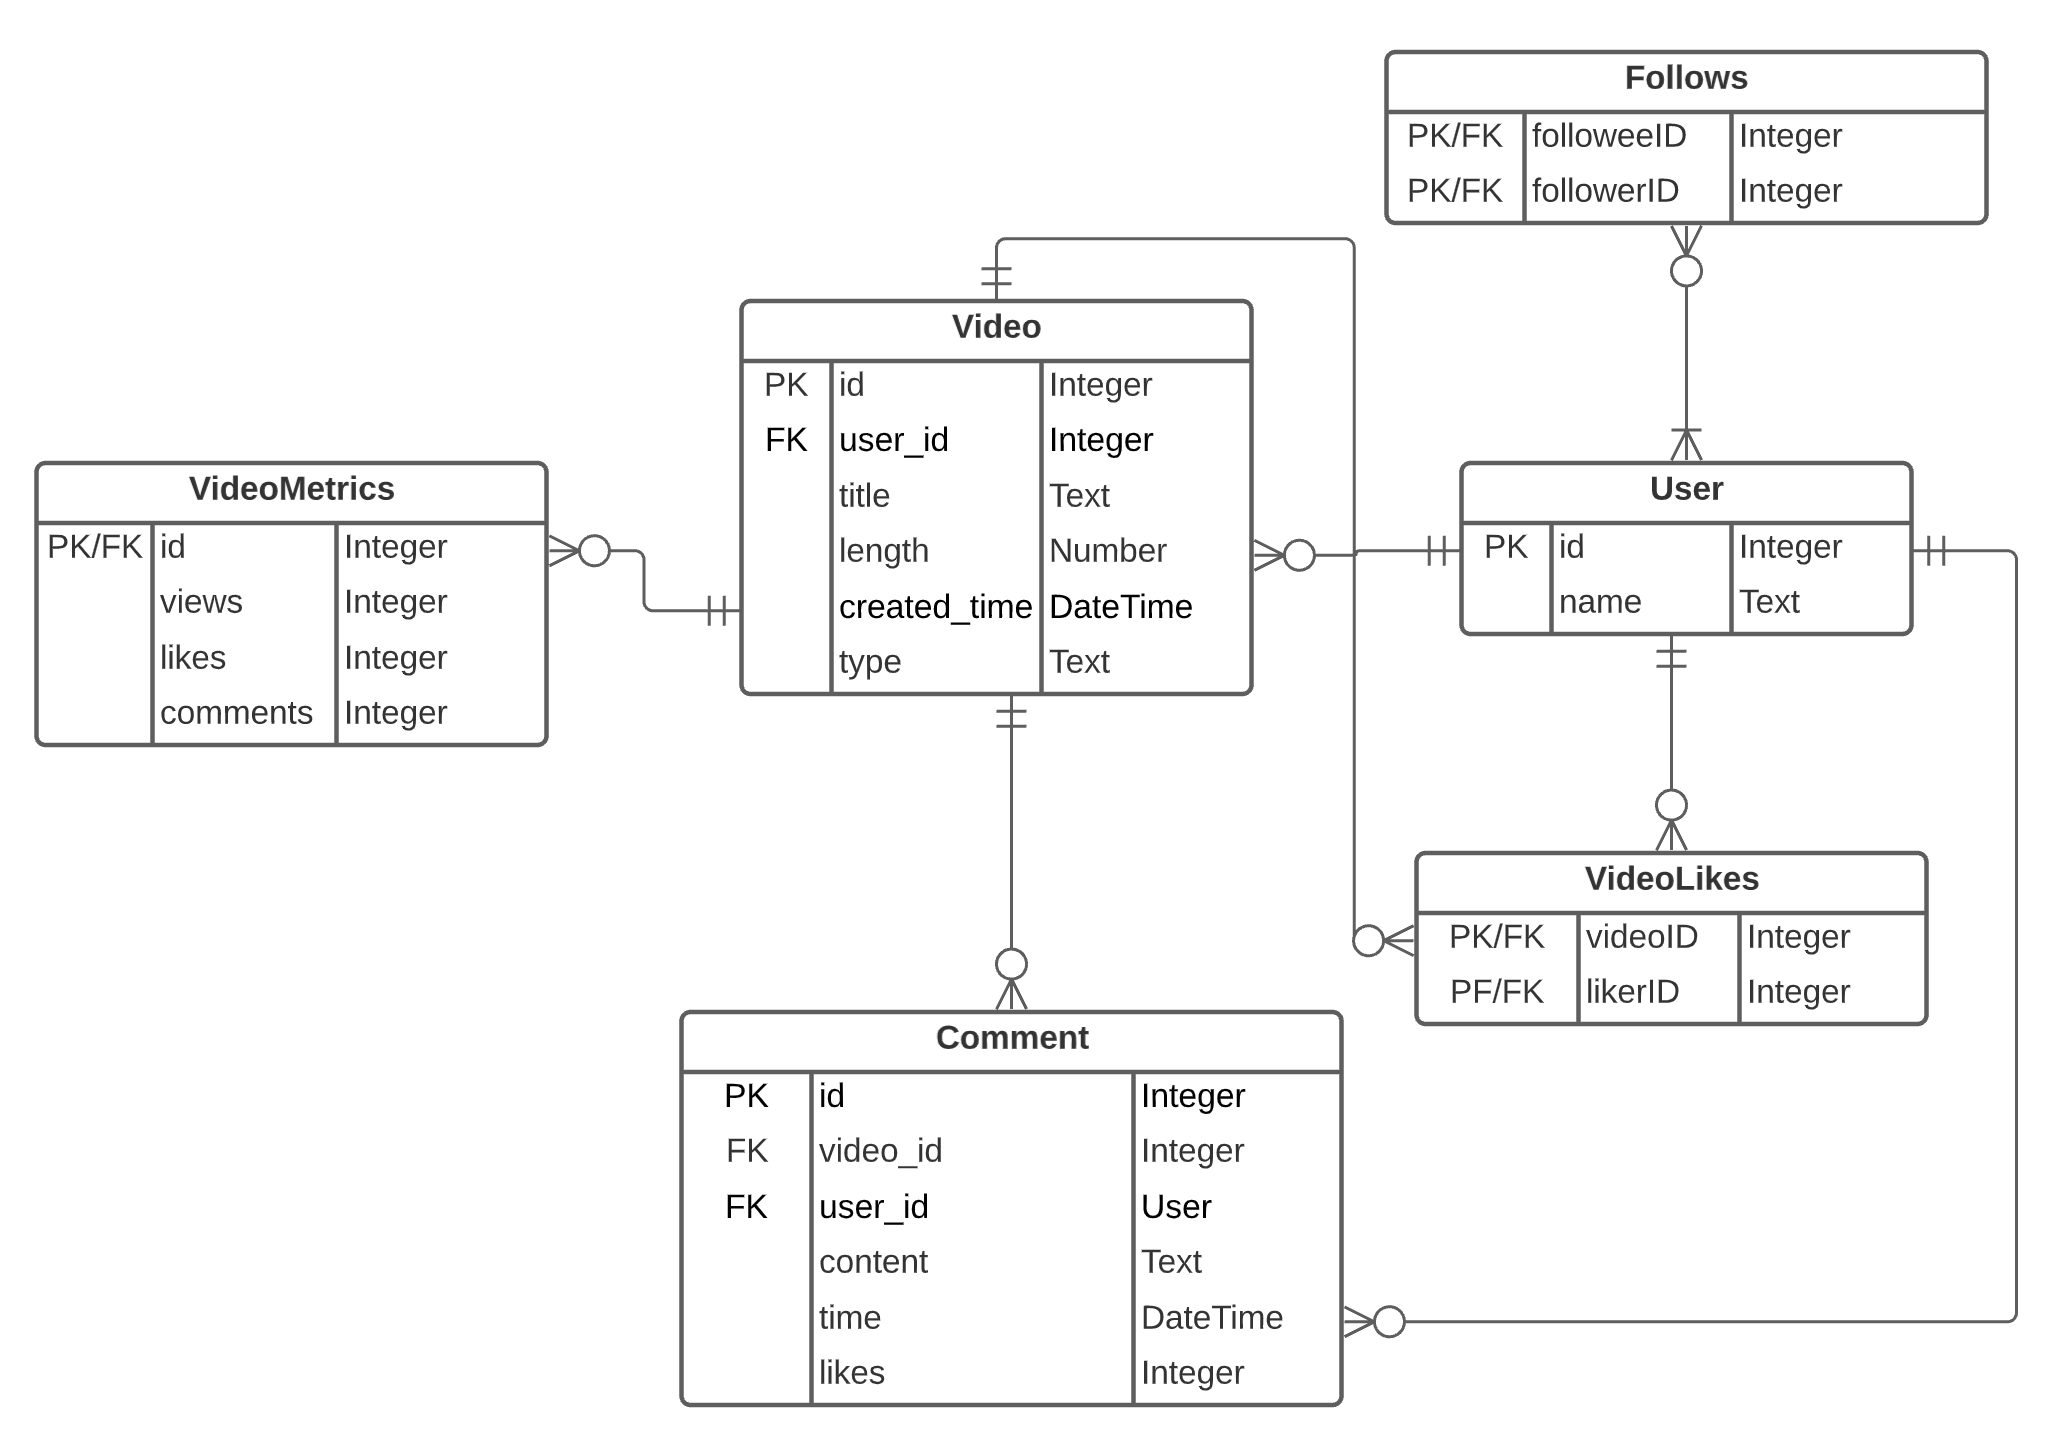 Follows
PK/FK followeeID Integer
PK/FK followerID Integer
Video
PK id Integer
FK user_id Integer
title Text
length Number
created_time DateTime
type Text
VideoMetrics
PK/FK id Integer
views Integer
likes Integer
comments Integer
User
PK id Integer
name Text
VideoLikes
PK/FK videoID Integer
PF/FK likerID Integer
Comment
PK id Integer
FK video_id Integer
FK user_id User
content Text
time DateTime
likes Integer